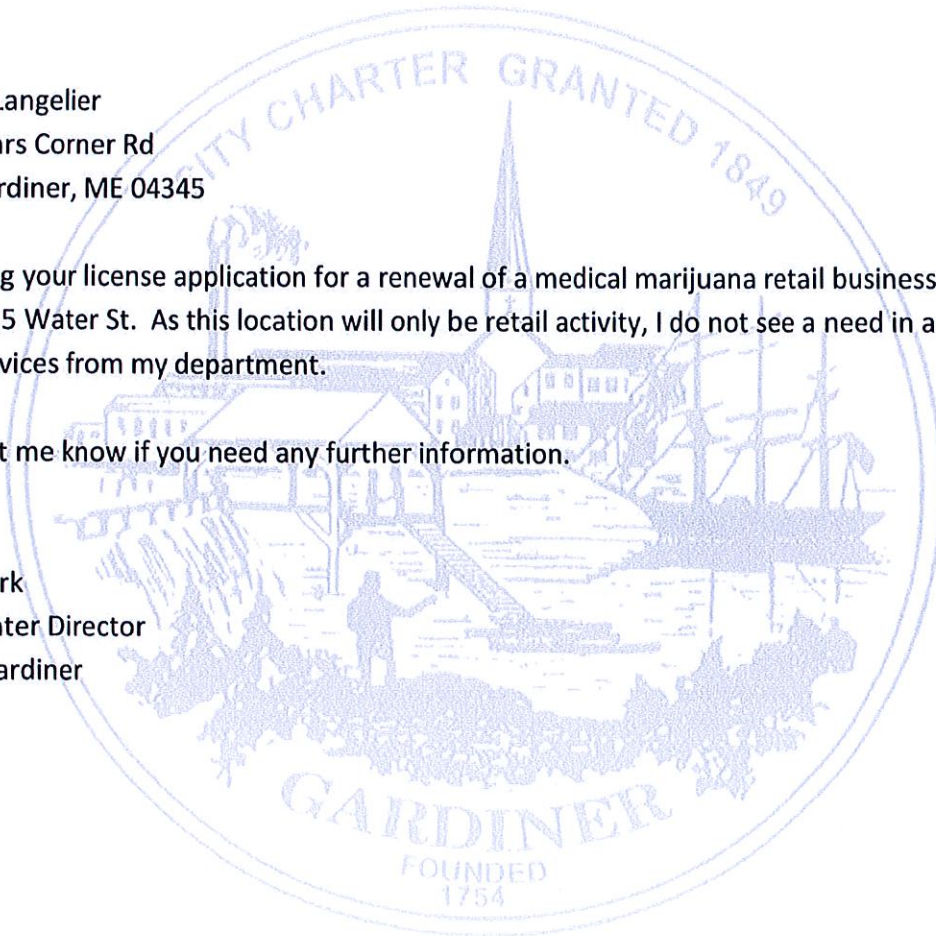 Langelier
ars Corner Rd
rdiner, ME 04345
g your license application for a renewal of a medical marijuana retail business
5 Water St.  As this location will only be retail activity, I do not see a need in a
vices from my department.
t me know if you need any further information.
rk
ter Director
ardiner
CITY CHARTER GRANTED 1849
GARDINER
FOUNDED
1754